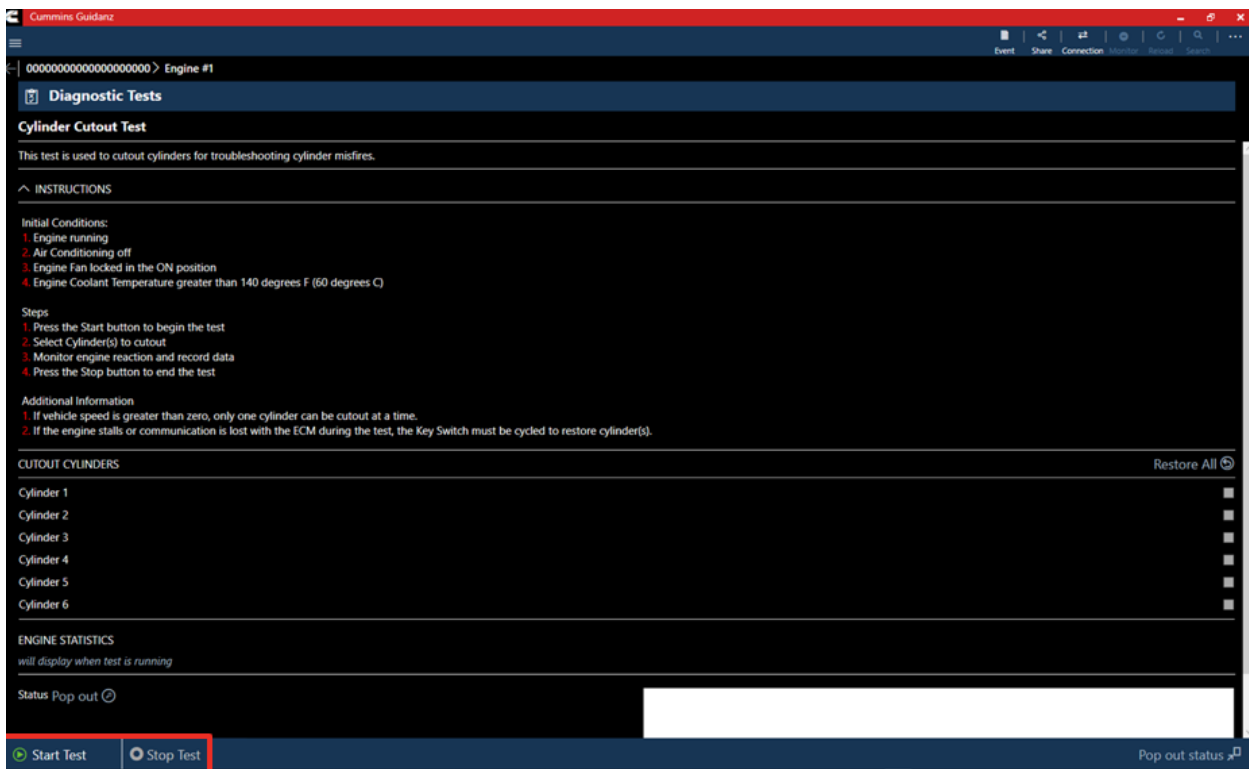 Cummins Guidanz
Event Share Connection Monitor Reload Search
00000000000000000000 > Engine #1
Diagnostic Tests
Cylinder Cutout Test
This test is used to cutout cylinders for troubleshooting cylinder misfires.
INSTRUCTIONS
Initial Conditions:
1. Engine running
2. Air Conditioning off
3. Engine Fan locked in the ON position
4. Engine Coolant Temperature greater than 140 degrees F (60 degrees C)
Steps
1. Press the Start button to begin the test
2. Select Cylinder(s) to cutout
3. Monitor engine reaction and record data
4. Press the Stop button to end the test
Additional Information
1. If vehicle speed is greater than zero, only one cylinder can be cutout at a time.
2. If the engine stalls or communication is lost with the ECM during the test, the Key Switch must be cycled to restore cylinder(s).
CUTOUT CYLINDERS Restore All
Cylinder 1
Cylinder 2
Cylinder 3
Cylinder 4
Cylinder 5
Cylinder 6
ENGINE STATISTICS
will display when test is running
Status Pop out
Start Test Stop Test Pop out status